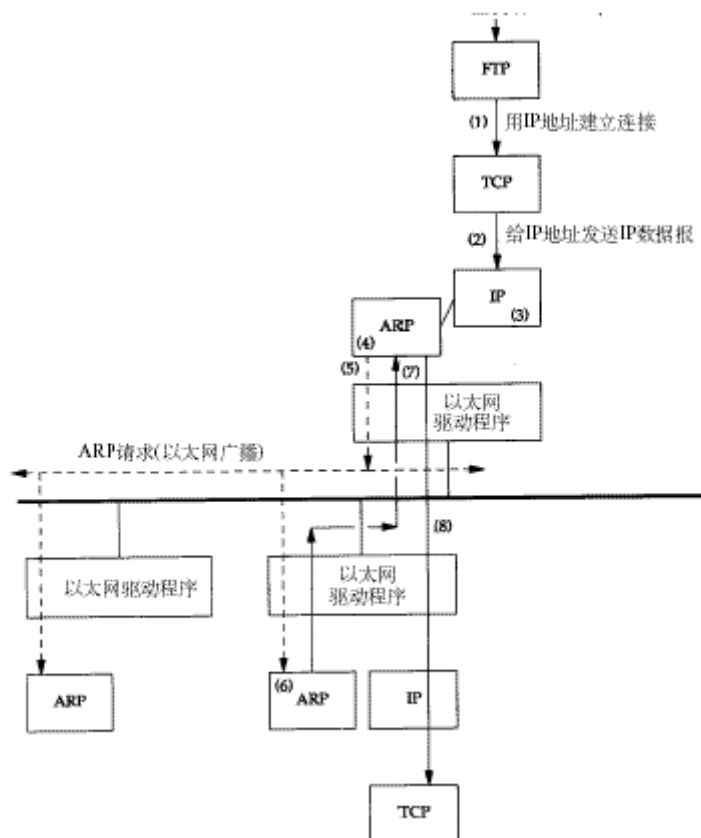 FTP
(1) 用IP地址建立连接
TCP
(2) 给IP地址发送IP数据报
IP
(3)
ARP
(4)
(5)
(7)
以太网
驱动程序
ARP请求(以太网广播)
(8)
以太网驱动程序
以太网
驱动程序
ARP
(6)
ARP
IP
TCP